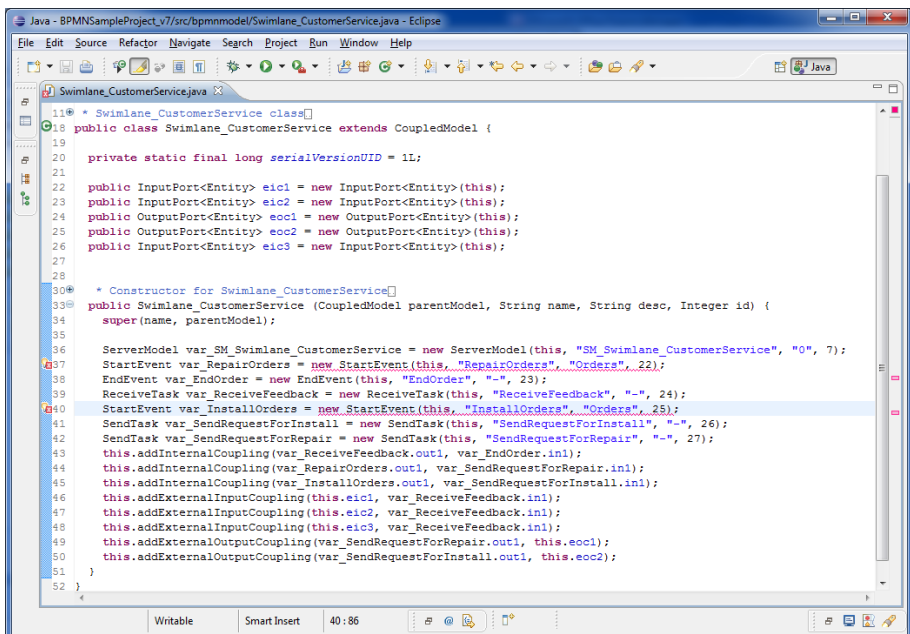 Java - BPMNSampleProject_v7/src/bpmnmodel/Swimlane_CustomerService.java - Eclipse
File Edit Source Refactor Navigate Search Project Run Window Help
Java
Swimlane_CustomerService.java
11 * Swimlane_CustomerService class
18 public class Swimlane_CustomerService extends CoupledModel {
19
20 private static final long serialVersionUID = 1L;
21
22 public InputPort<Entity> eic1 = new InputPort<Entity>(this);
23 public InputPort<Entity> eic2 = new InputPort<Entity>(this);
24 public OutputPort<Entity> eoc1 = new OutputPort<Entity>(this);
25 public OutputPort<Entity> eoc2 = new OutputPort<Entity>(this);
26 public InputPort<Entity> eic3 = new InputPort<Entity>(this);
27
28
30 * Constructor for Swimlane_CustomerService
33 public Swimlane_CustomerService (CoupledModel parentModel, String name, String desc, Integer id) {
34 super(name, parentModel);
35
36 ServerModel var_SM_Swimlane_CustomerService = new ServerModel(this, "SM_Swimlane_CustomerService", "0", 7);
37 StartEvent var_RepairOrders = new StartEvent(this, "RepairOrders", "Orders", 22);
38 EndEvent var_EndOrder = new EndEvent(this, "EndOrder", "-", 23);
39 ReceiveTask var_ReceiveFeedback = new ReceiveTask(this, "ReceiveFeedback", "-", 24);
40 StartEvent var_InstallOrders = new StartEvent(this, "InstallOrders", "Orders", 25);
41 SendTask var_SendRequestForInstall = new SendTask(this, "SendRequestForInstall", "-", 26);
42 SendTask var_SendRequestForRepair = new SendTask(this, "SendRequestForRepair", "-", 27);
43 this.addInternalCoupling(var_ReceiveFeedback.out1, var_EndOrder.in1);
44 this.addInternalCoupling(var_RepairOrders.out1, var_SendRequestForRepair.in1);
45 this.addInternalCoupling(var_InstallOrders.out1, var_SendRequestForInstall.in1);
46 this.addExternalInputCoupling(this.eic1, var_ReceiveFeedback.in1);
47 this.addExternalInputCoupling(this.eic2, var_ReceiveFeedback.in1);
48 this.addExternalInputCoupling(this.eic3, var_ReceiveFeedback.in1);
49 this.addExternalOutputCoupling(var_SendRequestForRepair.out1, this.eoc1);
50 this.addExternalOutputCoupling(var_SendRequestForInstall.out1, this.eoc2);
51 }
52 }
Writable Smart Insert 40 : 86